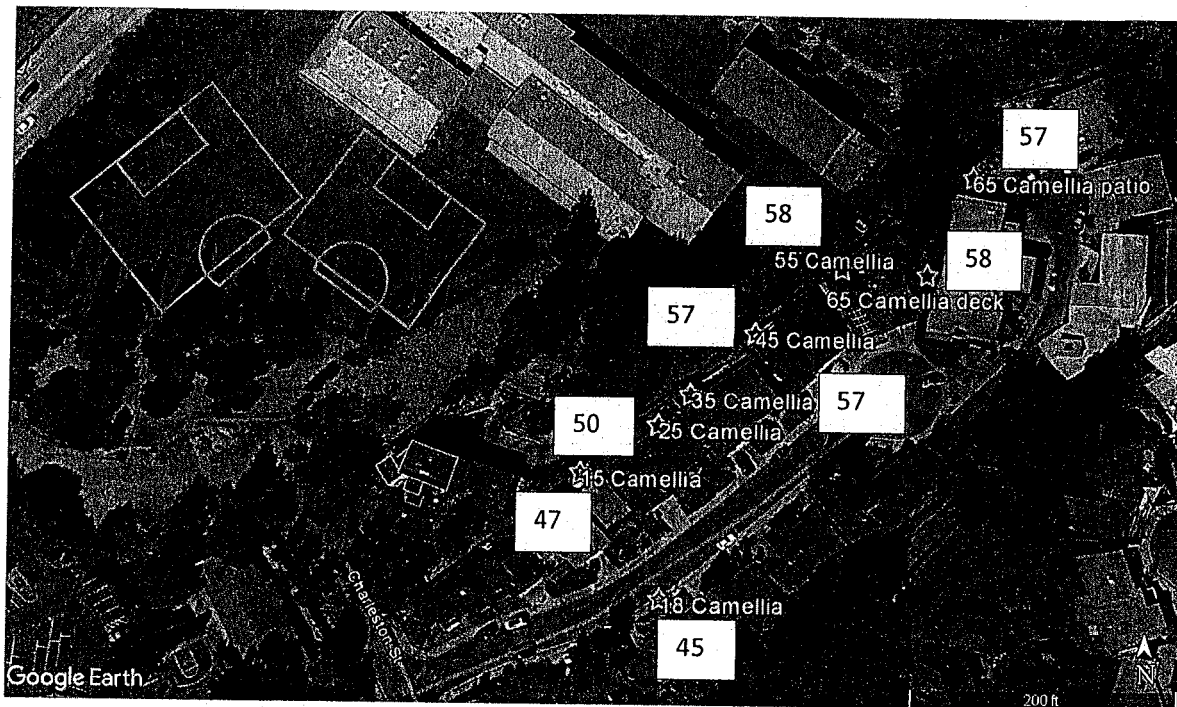 57
65 Camellia patio
58
55 Camellia
58
65 Camellia deck
57
45 Camellia
35 Camellia
57
50
25 Camellia
15 Camellia
47
Charleston St
18 Camellia
45
Google Earth
N
200 ft